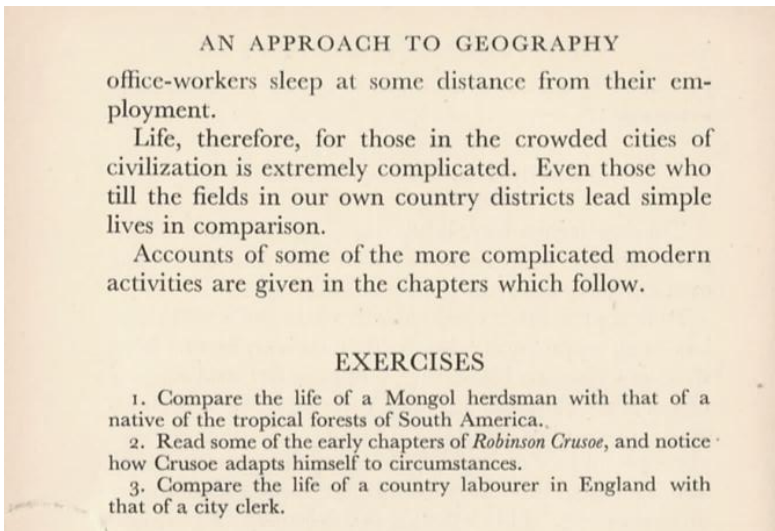 AN APPROACH TO GEOGRAPHY
office-workers sleep at some distance from their em-
ployment.
Life, therefore, for those in the crowded cities of
civilization is extremely complicated. Even those who
till the fields in our own country districts lead simple
lives in comparison.
Accounts of some of the more complicated modern
activities are given in the chapters which follow.
EXERCISES
1. Compare the life of a Mongol herdsman with that of a
native of the tropical forests of South America.
2. Read some of the early chapters of Robinson Crusoe, and notice
how Crusoe adapts himself to circumstances.
3. Compare the life of a country labourer in England with
that of a city clerk.